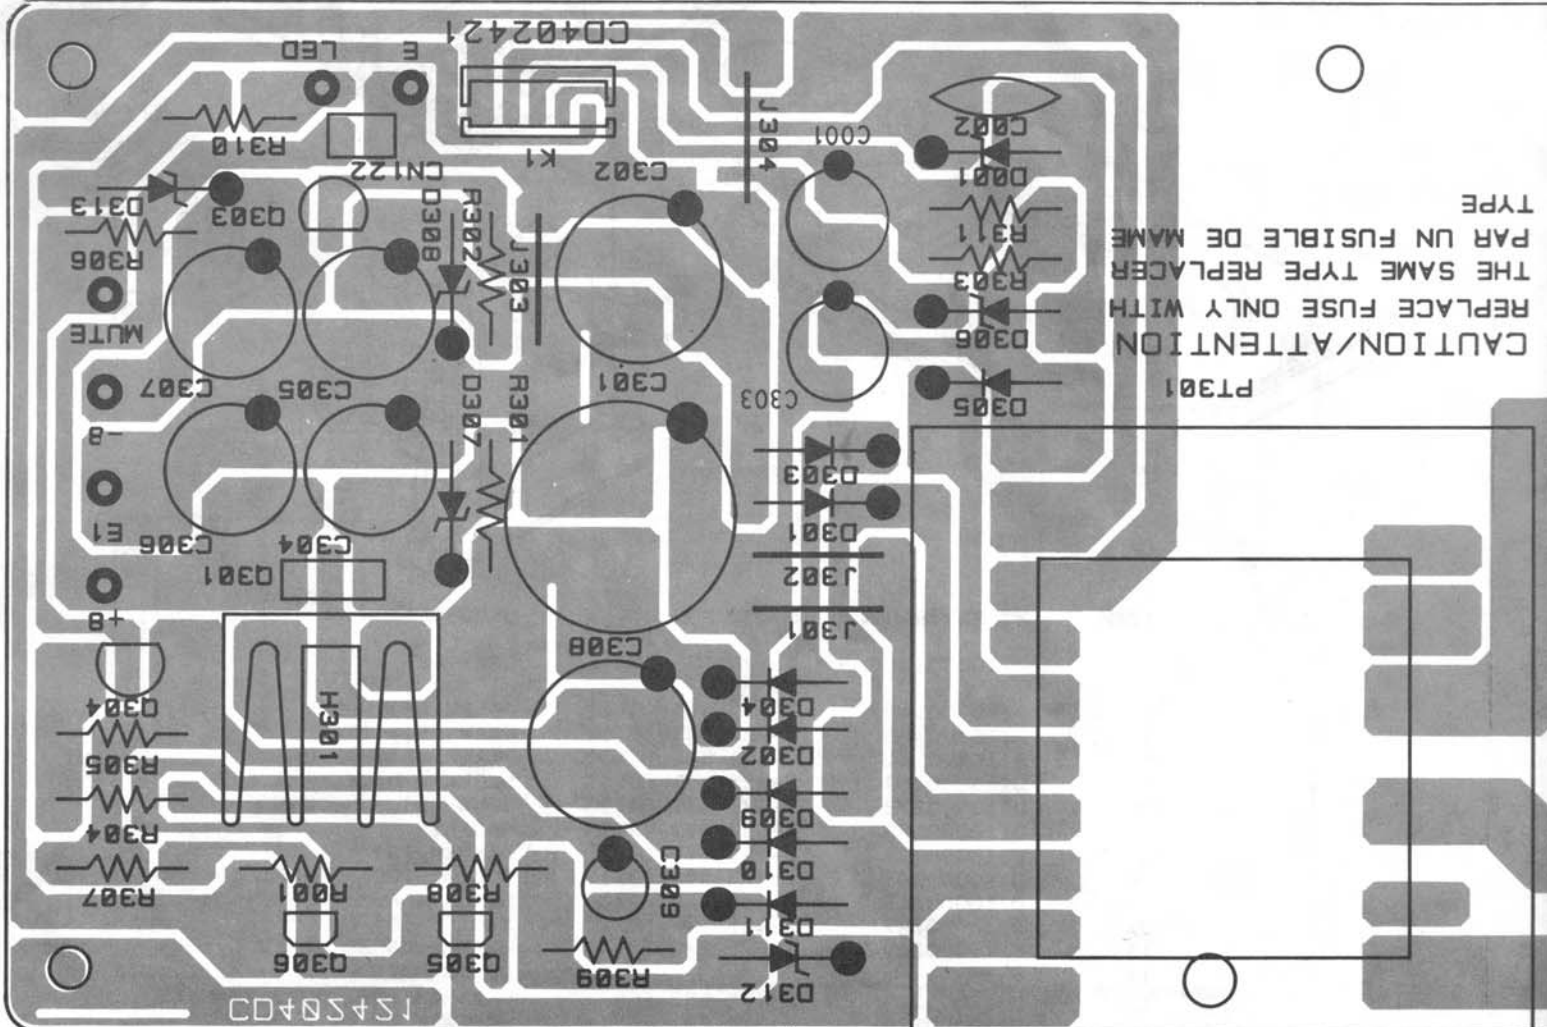 CD402421
D312
R309
Q305
Q306
D311
C309
R308
R001
R307
D310
D309
R304
R305
D302
D304
H301
Q304
C308
J301
+8
J302
Q301
D301
C304
C306
E1
D303
-8
PT301
D305
C303
C301
R301
D307
C305
C307
CAUTION/ATTENTION
REPLACE FUSE ONLY WITH
THE SAME TYPE REPLACER
PAR UN FUSIBLE DE MAME
TYPE
D306
MUTE
R303
J303
R306
R311
R302
D308
Q303
D313
D001
C302
CN122
K1
J304
C001
R310
C002
E
LED
CD402421